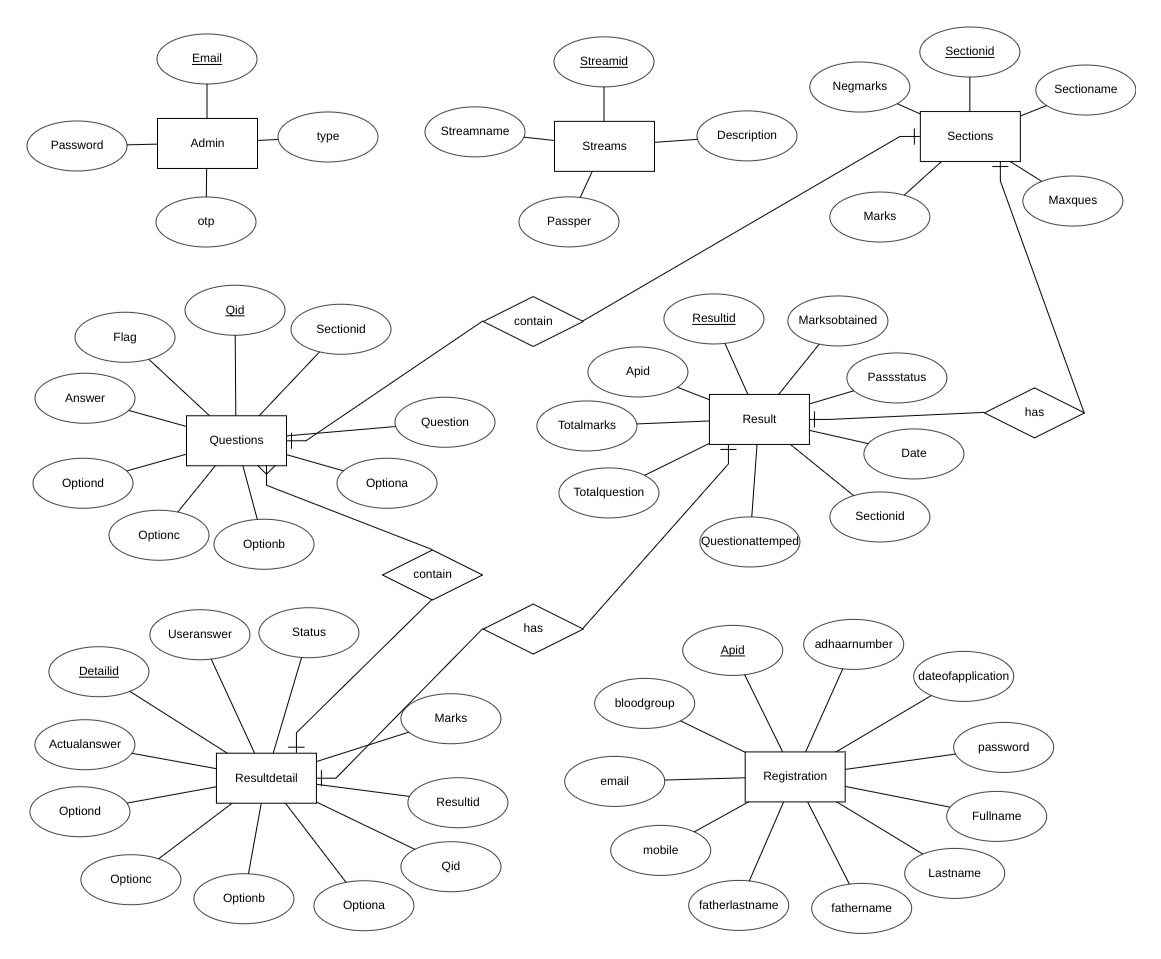 Email
Password
Admin
type
otp
Streamid
Streamname
Streams
Description
Passper
Sectionid
Negmarks
Sectioname
Sections
Marks
Maxques
Qid
Flag
Sectionid
Answer
Question
Questions
Optiond
Optiona
Optionc
Optionb
contain
Resultid
Marksobtained
Apid
Passstatus
Totalmarks
Result
has
Date
Totalquestion
Sectionid
Questionattemped
contain
has
Useranswer
Status
Detailid
Marks
Actualanswer
Resultdetail
Resultid
Optiond
Qid
Optionc
Optionb
Optiona
Apid
adhaarnumber
dateofapplication
bloodgroup
password
email
Registration
Fullname
mobile
Lastname
fatherlastname
fathername